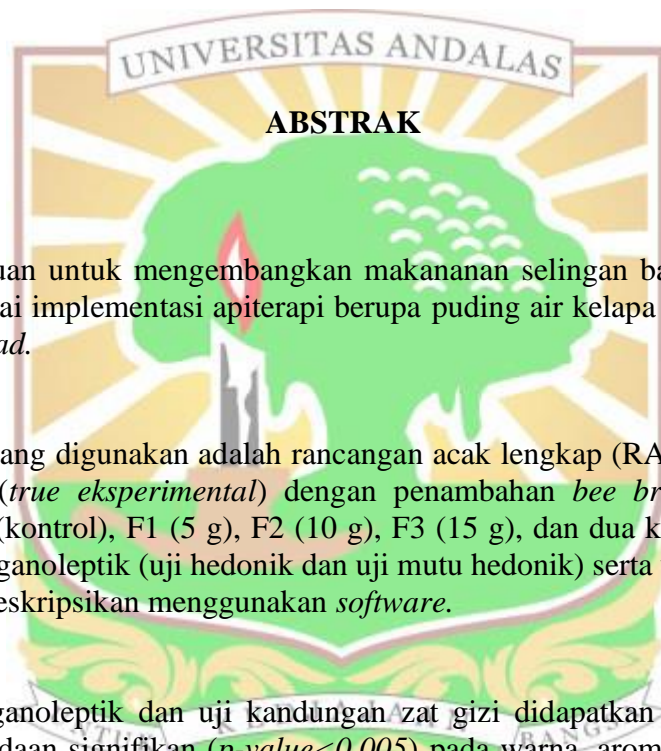 UNIVERSITAS ANDALAS
ABSTRAK
uan untuk mengembangkan makananan selingan ba
ai implementasi apiterapi berupa puding air kelapa
ad.
ang digunakan adalah rancangan acak lengkap (RA
(true eksperimental) dengan penambahan bee br
(kontrol), F1 (5 g), F2 (10 g), F3 (15 g), dan dua k
ganoleptik (uji hedonik dan uji mutu hedonik) serta
eskripsikan menggunakan software.
ganoleptik dan uji kandungan zat gizi didapatkan
daan signifikan (p-value<0,005) pada warna, arom
BANGS